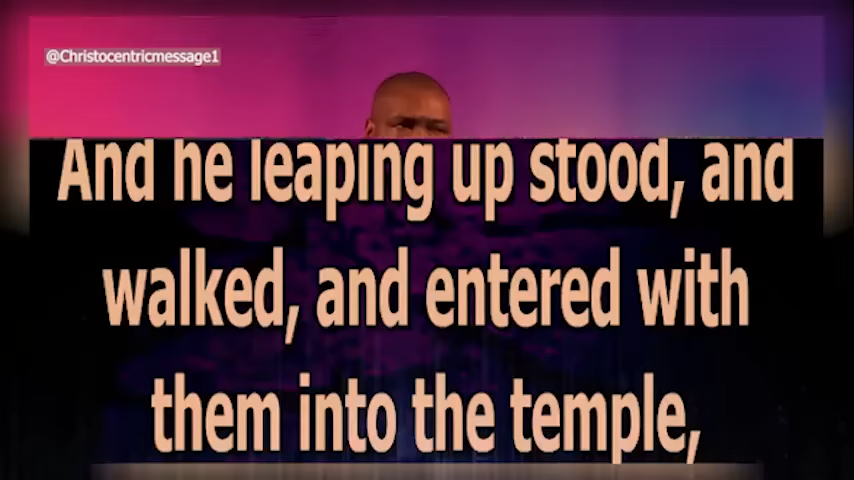 @Christocentricmessage1
And he leaping up stood, and
walked, and entered with
them into the temple,